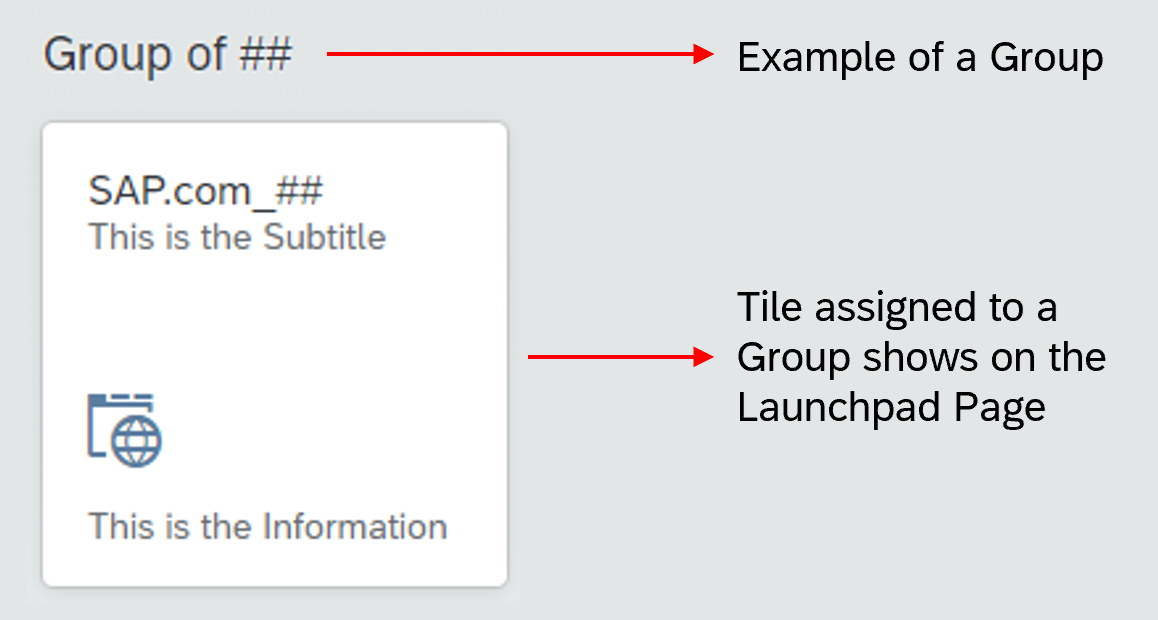 Group of ##
Example of a Group
SAP.com_##
This is the Subtitle
This is the Information
Tile assigned to a
Group shows on the
Launchpad Page